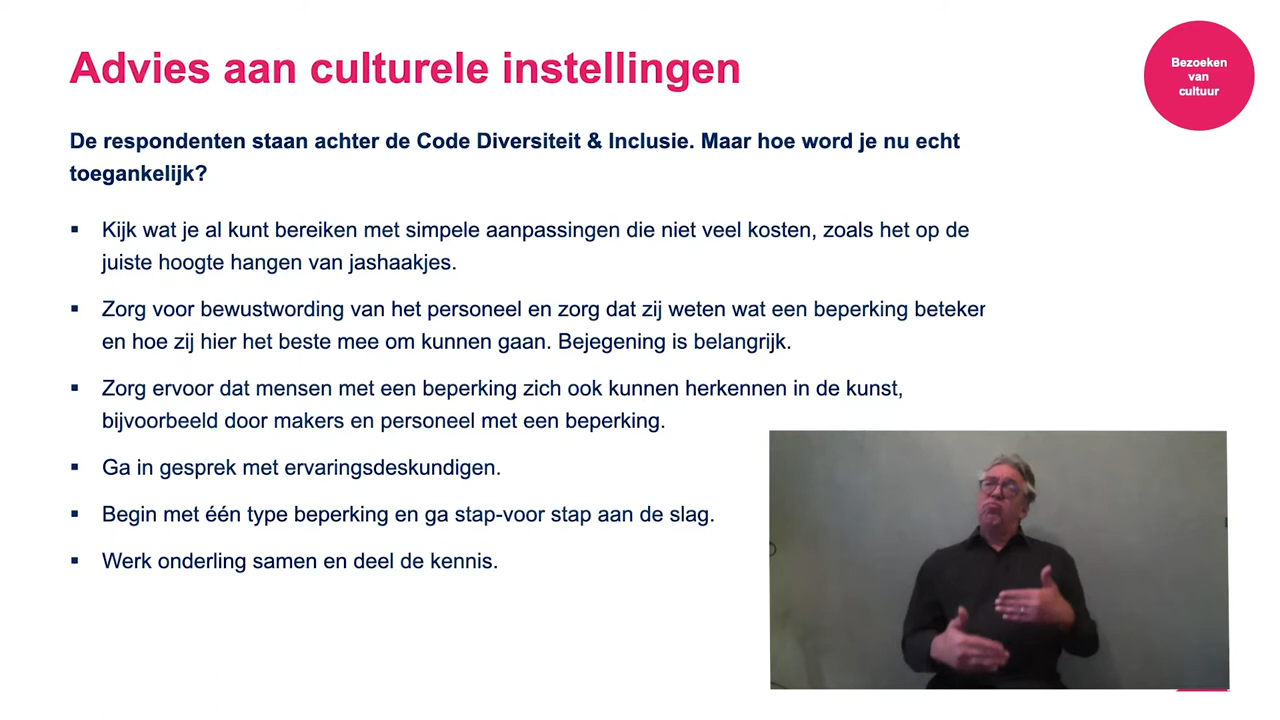 Advies aan culturele instellingen
Bezoeken
van
cultuur
De respondenten staan achter de Code Diversiteit & Inclusie. Maar hoe word je nu echt
toegankelijk?
▪ Kijk wat je al kunt bereiken met simpele aanpassingen die niet veel kosten, zoals het op de
juiste hoogte hangen van jashaakjes.
▪ Zorg voor bewustwording van het personeel en zorg dat zij weten wat een beperking beteker
en hoe zij hier het beste mee om kunnen gaan. Bejegening is belangrijk.
▪ Zorg ervoor dat mensen met een beperking zich ook kunnen herkennen in de kunst,
bijvoorbeeld door makers en personeel met een beperking.
▪ Ga in gesprek met ervaringsdeskundigen.
▪ Begin met één type beperking en ga stap-voor stap aan de slag.
▪ Werk onderling samen en deel de kennis.